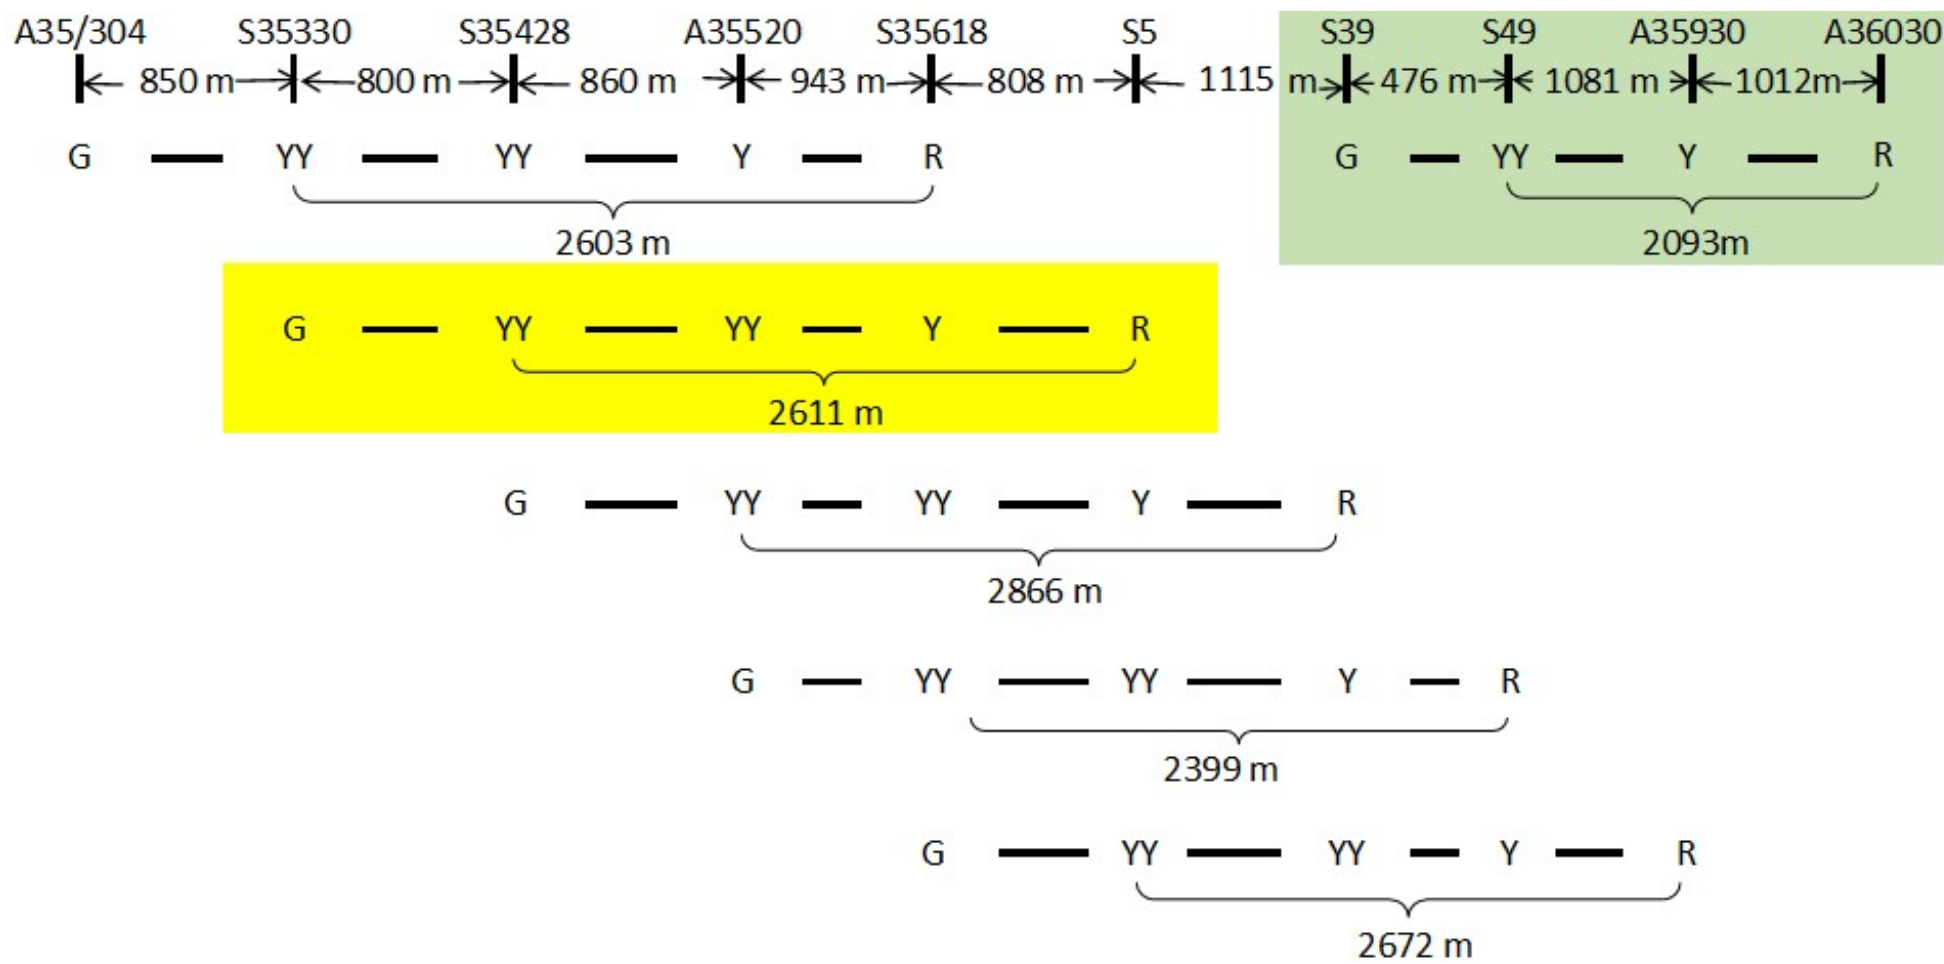 A35/304 S35330 S35428 A35520 S35618 S5 S39 S49 A35930 A36030
850 m 800 m 860 m 943 m 808 m 1115 m 476 m 1081 m 1012m
G YY YY Y R G YY Y R
2603 m 2093m
G YY YY Y R
2611 m
G YY YY Y R
2866 m
G YY YY Y R
2399 m
G YY YY Y R
2672 m